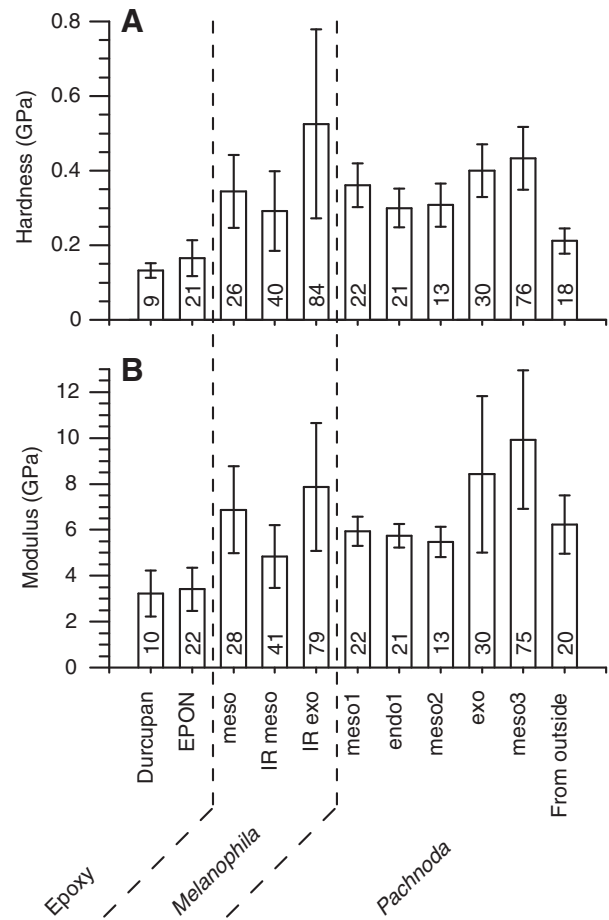 A
Hardness (GPa)
0.8
0.6
0.4
0.2
0
9
21
26
40
84
22
21
13
30
76
18
B
Modulus (GPa)
12
10
8
6
4
2
0
10
22
28
41
79
22
21
13
30
75
20
Durcupan
EPON
meso
IR meso
IR exo
meso1
endo1
meso2
exo
meso3
From outside
Epoxy
Melanophila
Pachnoda